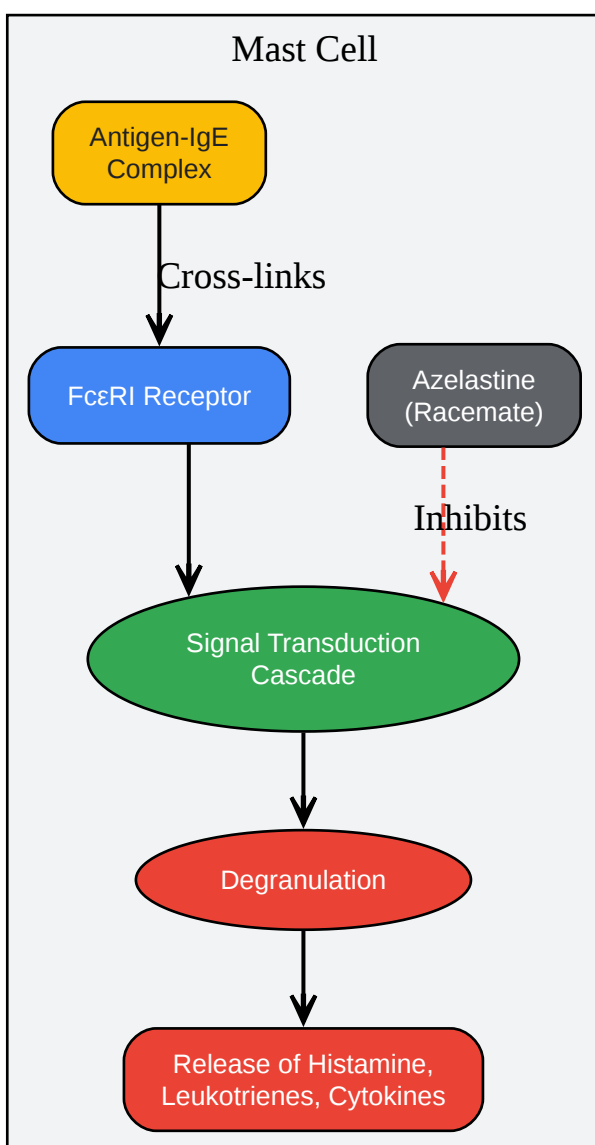 Mast Cell
Antigen-IgE
Complex
Cross-links
FcεRI Receptor
Azelastine
(Racemate)
Inhibits
Signal Transduction
Cascade
Degranulation
Release of Histamine,
Leukotrienes, Cytokines